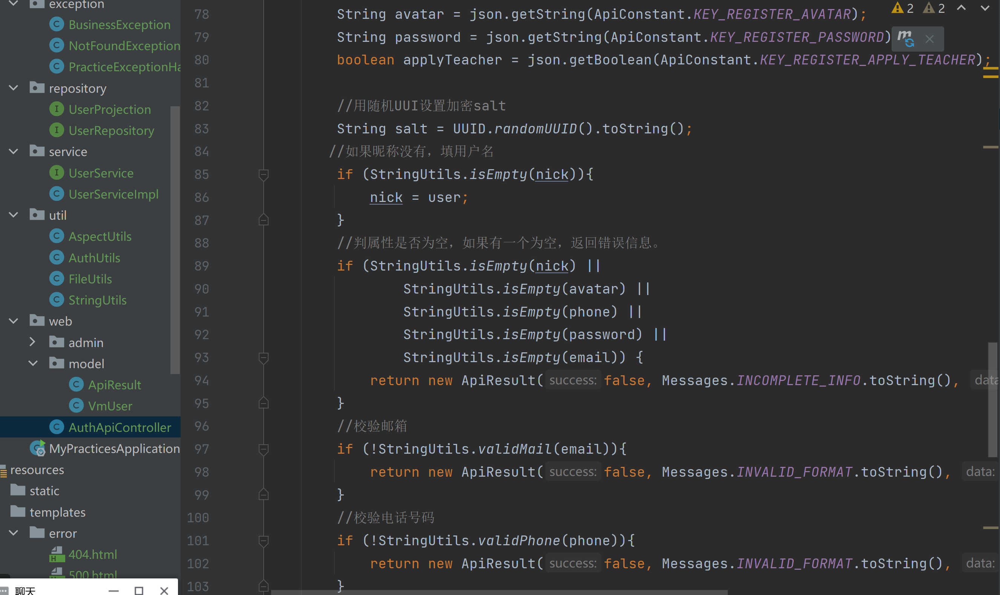 exception
BusinessException
NotFoundException
PracticeExceptionHa
repository
UserProjection
UserRepository
service
UserService
UserServiceImpl
util
AspectUtils
AuthUtils
FileUtils
StringUtils
web
admin
model
ApiResult
VmUser
AuthApiController
MyPracticesApplication
resources
static
templates
error
404.html
500.html
聊天
2 2
78 String avatar = json.getString(ApiConstant.KEY_REGISTER_AVATAR);
79 String password = json.getString(ApiConstant.KEY_REGISTER_PASSWORD)
80 boolean applyTeacher = json.getBoolean(ApiConstant.KEY_REGISTER_APPLY_TEACHER);
81
82 //用随机UUI设置加密salt
83 String salt = UUID.randomUUID().toString();
84 //如果昵称没有，填用户名
85 if (StringUtils.isEmpty(nick)){
86 nick = user;
87 }
88 //判属性是否为空，如果有一个为空，返回错误信息。
89 if (StringUtils.isEmpty(nick) ||
90 StringUtils.isEmpty(avatar) ||
91 StringUtils.isEmpty(phone) ||
92 StringUtils.isEmpty(password) ||
93 StringUtils.isEmpty(email)) {
94 return new ApiResult( success: false, Messages.INCOMPLETE_INFO.toString(), data
95 }
96 //校验邮箱
97 if (!StringUtils.validMail(email)){
98 return new ApiResult( success: false, Messages.INVALID_FORMAT.toString(), data:
99 }
100 //校验电话号码
101 if (!StringUtils.validPhone(phone)){
102 return new ApiResult( success: false, Messages.INVALID_FORMAT.toString(), data:
103 }